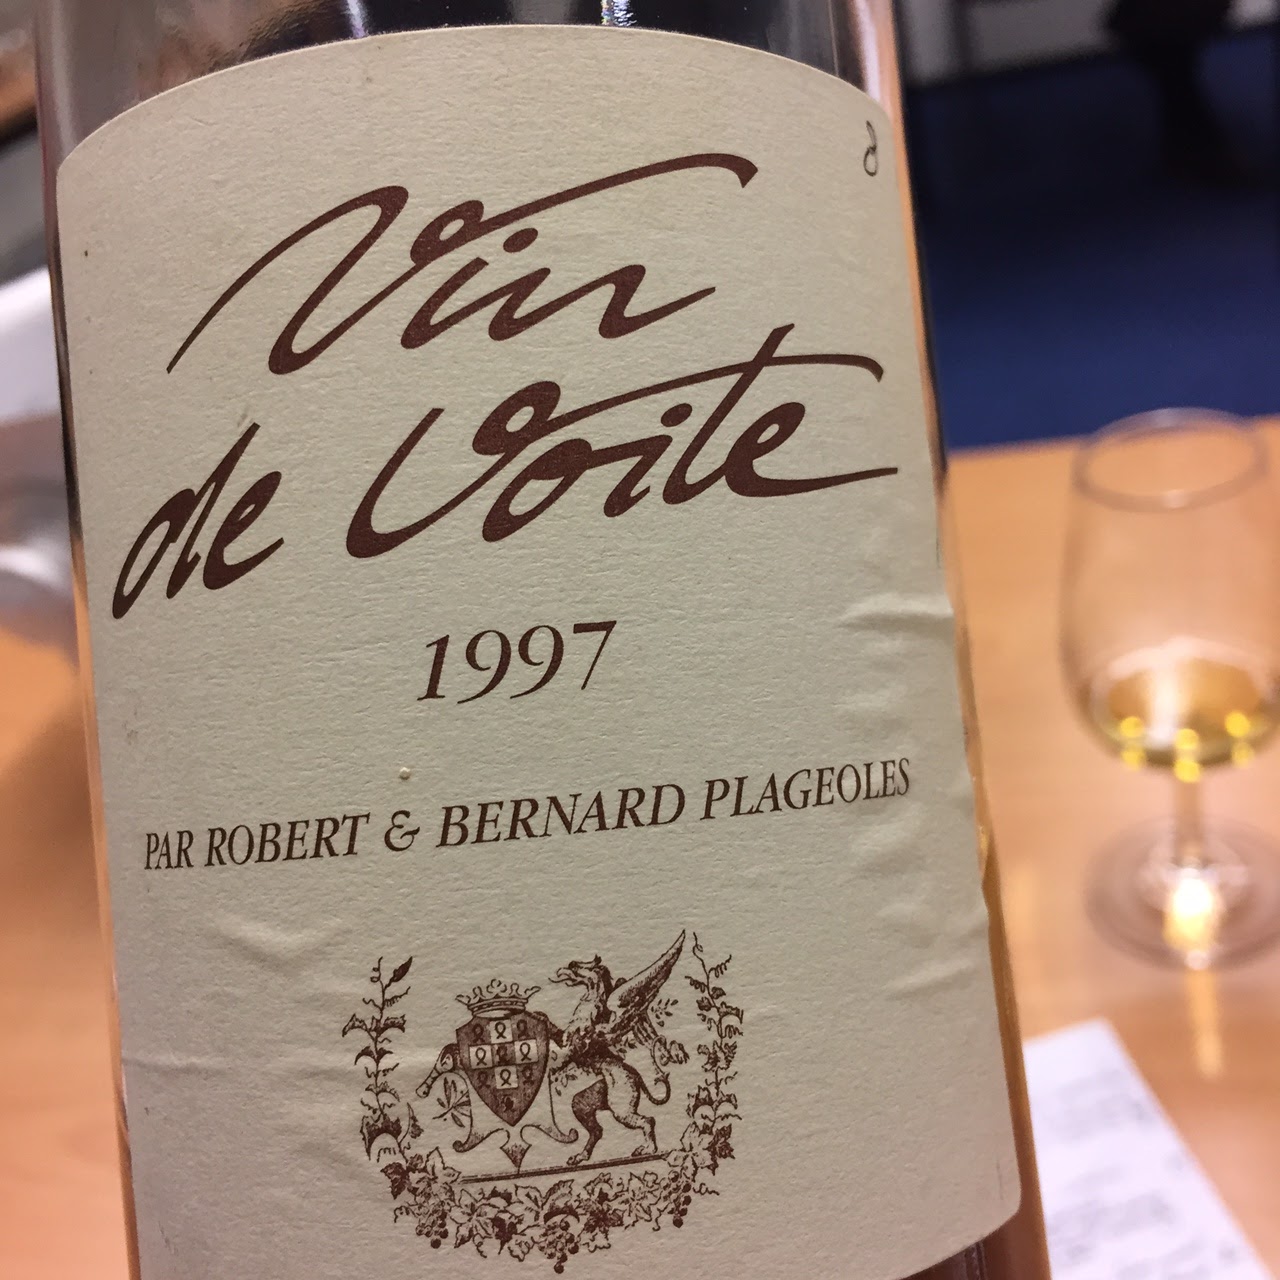 Vin
de Voile
1997
PAR ROBERT & BERNARD PLAGEOLES